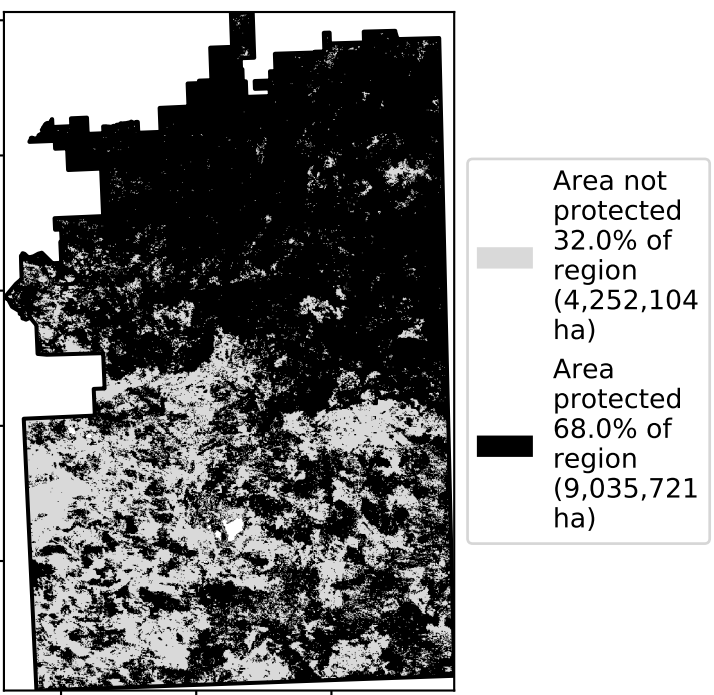 Area not
protected
32.0% of
region
(4,252,104
ha)
Area
protected
68.0% of
region
(9,035,721
ha)